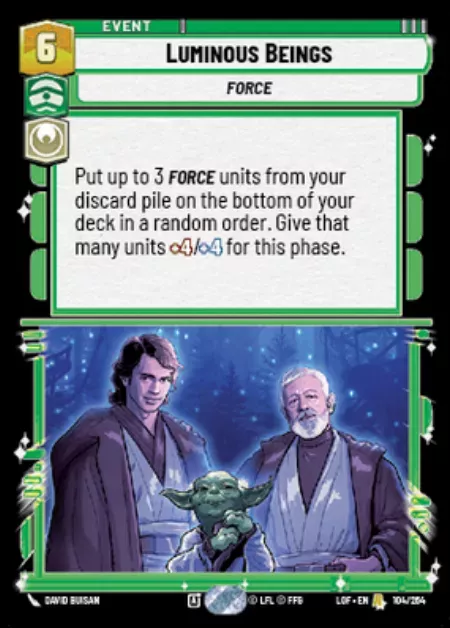 EVENT
6
LUMINOUS BEINGS
FORCE
Put up to 3 FORCE units from your
discard pile on the bottom of your
deck in a random order. Give that
many units +4/+4 for this phase.
DAVID BUISAN
A
© LFL © FFG
LOF • EN
104/264